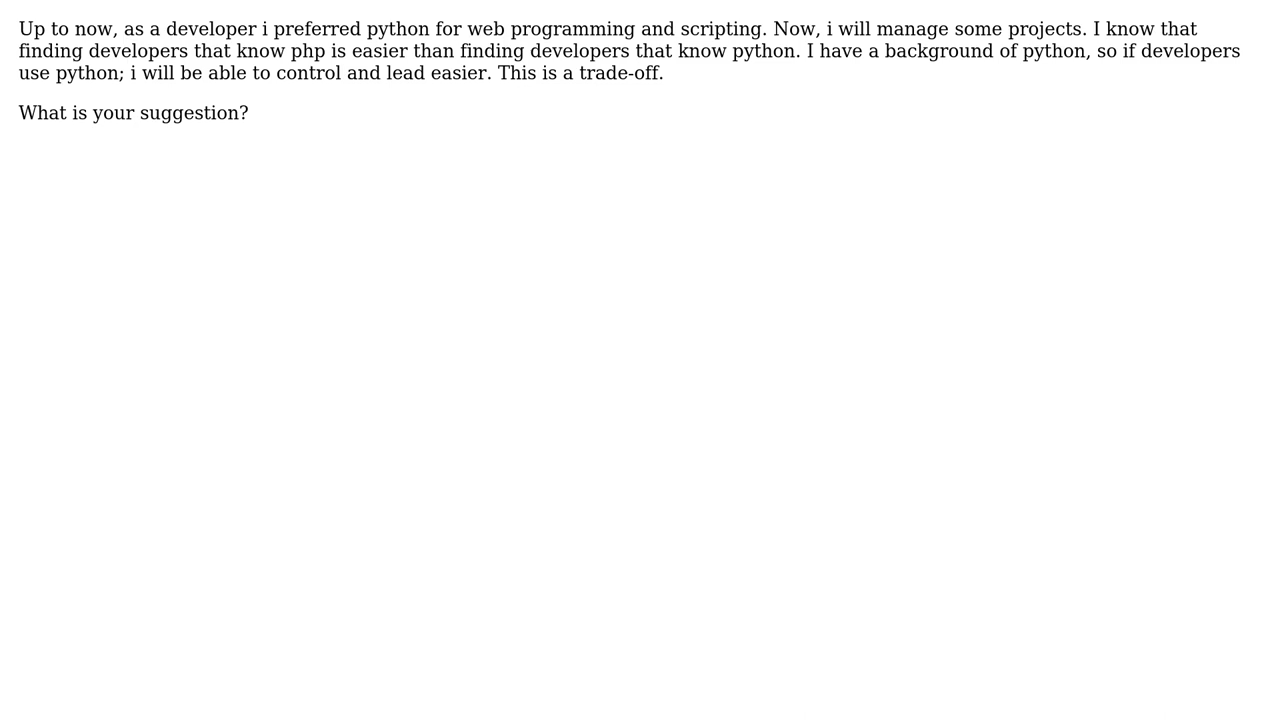 Up to now, as a developer i preferred python for web programming and scripting. Now, i will manage some projects. I know that
finding developers that know php is easier than finding developers that know python. I have a background of python, so if developers
use python; i will be able to control and lead easier. This is a trade-off.
What is your suggestion?